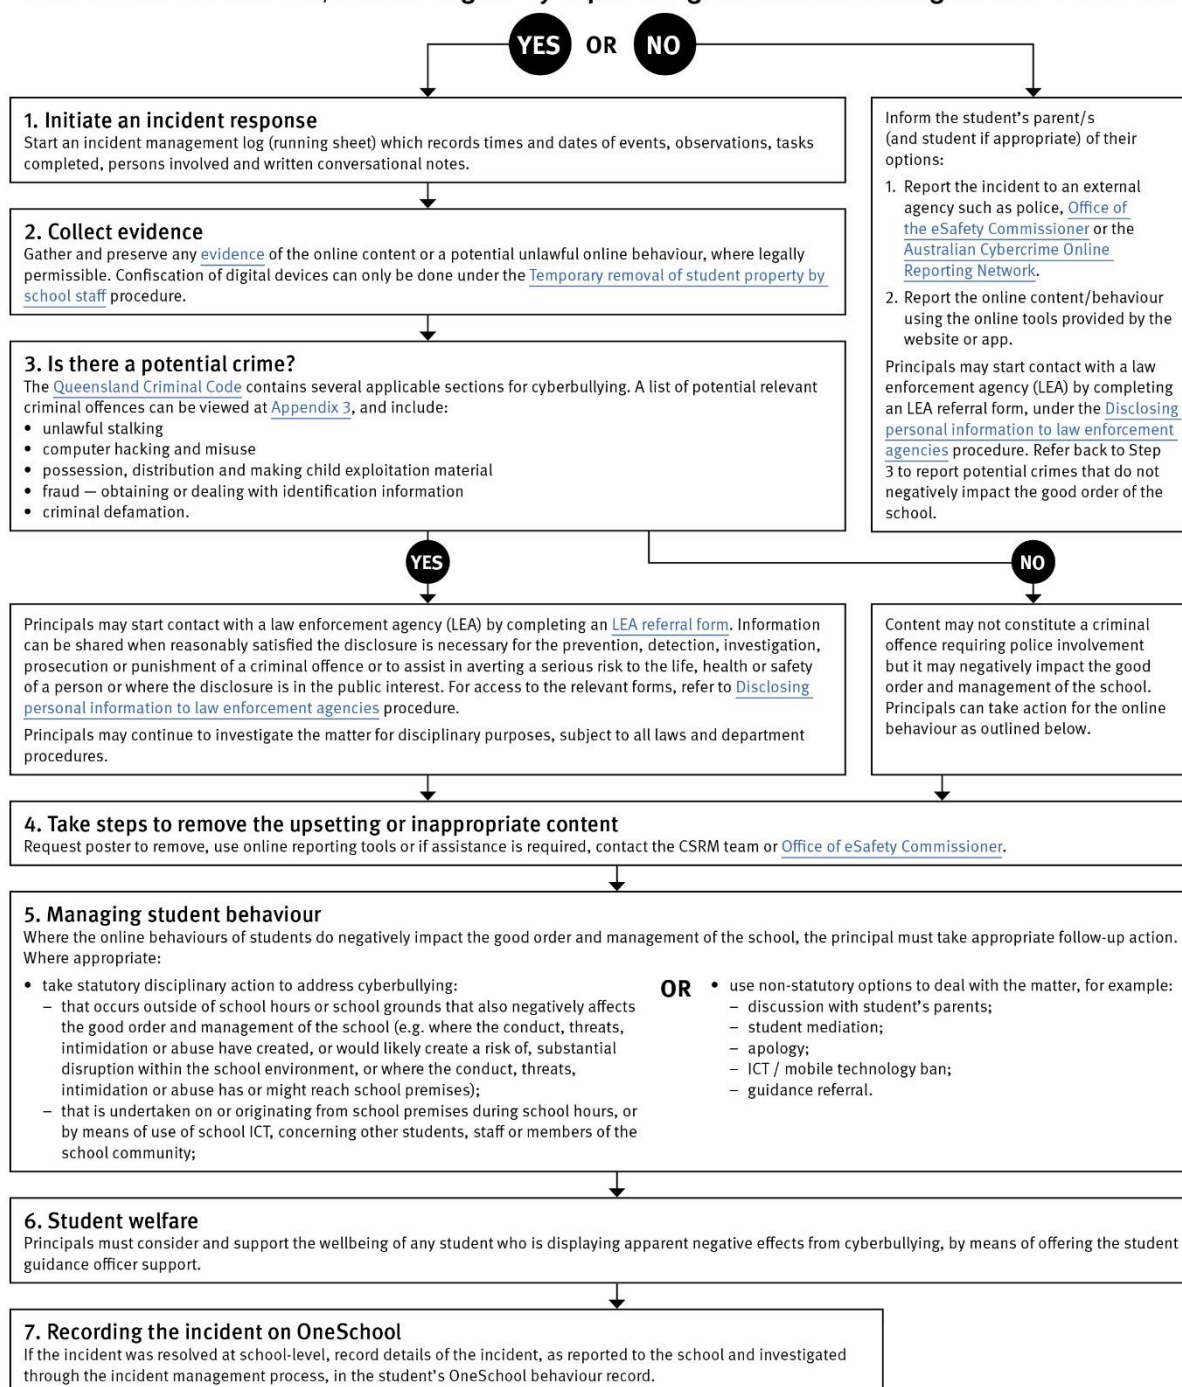 YES OR NO
1. Initiate an incident response
Start an incident management log (running sheet) which records times and dates of events, observations, tasks
completed, persons involved and written conversational notes.
2. Collect evidence
Gather and preserve any evidence of the online content or a potential unlawful online behaviour, where legally
permissible. Confiscation of digital devices can only be done under the Temporary removal of student property by
school staff procedure.
3. Is there a potential crime?
The Queensland Criminal Code contains several applicable sections for cyberbullying. A list of potential relevant
criminal offences can be viewed at Appendix 3, and include:
• unlawful stalking
• computer hacking and misuse
• possession, distribution and making child exploitation material
• fraud — obtaining or dealing with identification information
• criminal defamation.
Inform the student's parent/s
(and student if appropriate) of their
options:
1. Report the incident to an external
agency such as police, Office of
the eSafety Commissioner or the
Australian Cybercrime Online
Reporting Network.
2. Report the online content/behaviour
using the online tools provided by the
website or app.
Principals may start contact with a law
enforcement agency (LEA) by completing
an LEA referral form, under the Disclosing
personal information to law enforcement
agencies procedure. Refer back to Step
3 to report potential crimes that do not
negatively impact the good order of the
school.
YES
NO
Principals may start contact with a law enforcement agency (LEA) by completing an LEA referral form. Information
can be shared when reasonably satisfied the disclosure is necessary for the prevention, detection, investigation,
prosecution or punishment of a criminal offence or to assist in averting a serious risk to the life, health or safety
of a person or where the disclosure is in the public interest. For access to the relevant forms, refer to Disclosing
personal information to law enforcement agencies procedure.
Principals may continue to investigate the matter for disciplinary purposes, subject to all laws and department
procedures.
Content may not constitute a criminal
offence requiring police involvement
but it may negatively impact the good
order and management of the school.
Principals can take action for the online
behaviour as outlined below.
4. Take steps to remove the upsetting or inappropriate content
Request poster to remove, use online reporting tools or if assistance is required, contact the CSRM team or Office of eSafety Commissioner.
5. Managing student behaviour
Where the online behaviours of students do negatively impact the good order and management of the school, the principal must take appropriate follow-up action.
Where appropriate:
• take statutory disciplinary action to address cyberbullying:
– that occurs outside of school hours or school grounds that also negatively affects
the good order and management of the school (e.g. where the conduct, threats,
intimidation or abuse have created, or would likely create a risk of, substantial
disruption within the school environment, or where the conduct, threats,
intimidation or abuse has or might reach school premises);
– that is undertaken on or originating from school premises during school hours, or
by means of use of school ICT, concerning other students, staff or members of the
school community;
OR
• use non-statutory options to deal with the matter, for example:
– discussion with student's parents;
– student mediation;
– apology;
– ICT / mobile technology ban;
– guidance referral.
6. Student welfare
Principals must consider and support the wellbeing of any student who is displaying apparent negative effects from cyberbullying, by means of offering the student
guidance officer support.
7. Recording the incident on OneSchool
If the incident was resolved at school-level, record details of the incident, as reported to the school and investigated
through the incident management process, in the student's OneSchool behaviour record.